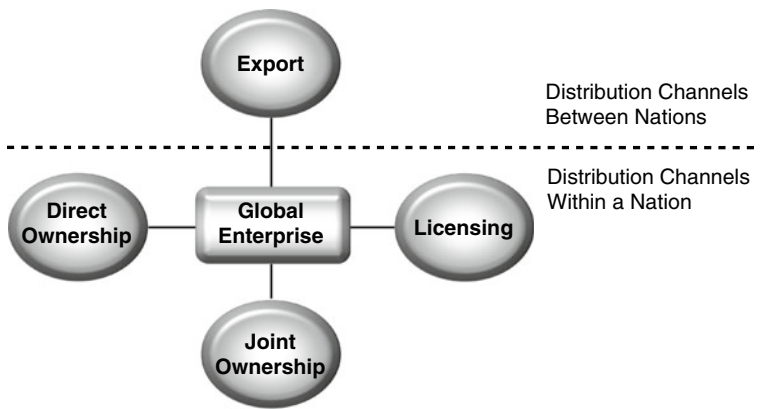 Export
Distribution Channels
Between Nations
Distribution Channels
Within a Nation
Direct
Ownership
Global
Enterprise
Licensing
Joint
Ownership